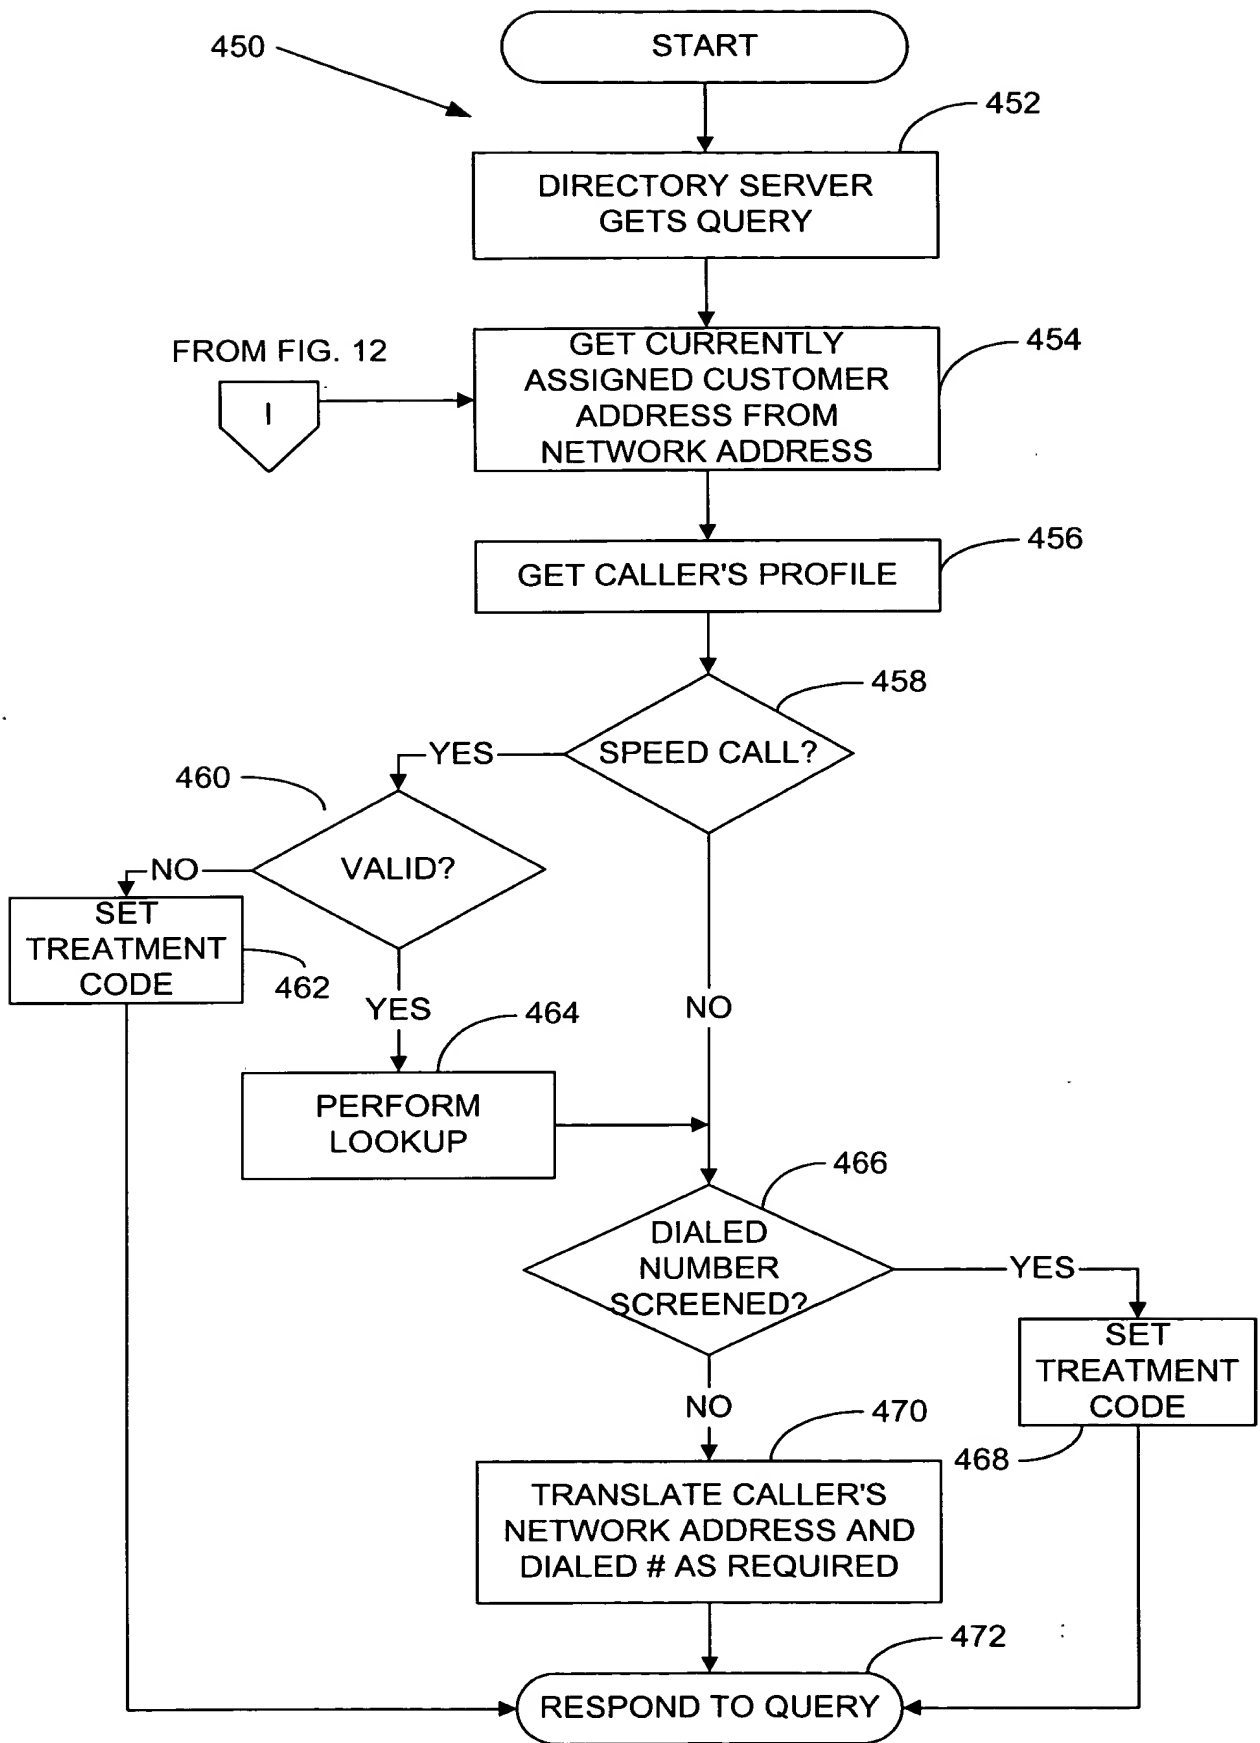 450
START
452
DIRECTORY SERVER
GETS QUERY
FROM FIG. 12
I
GET CURRENTLY
ASSIGNED CUSTOMER
ADDRESS FROM
NETWORK ADDRESS
454
GET CALLER'S PROFILE
456
458
SPEED CALL?
YES
460
VALID?
NO
SET
TREATMENT
CODE
462
YES
NO
464
PERFORM
LOOKUP
466
DIALED
NUMBER
SCREENED?
YES
SET
TREATMENT
CODE
468
NO
470
TRANSLATE CALLER'S
NETWORK ADDRESS AND
DIALED # AS REQUIRED
472
RESPOND TO QUERY